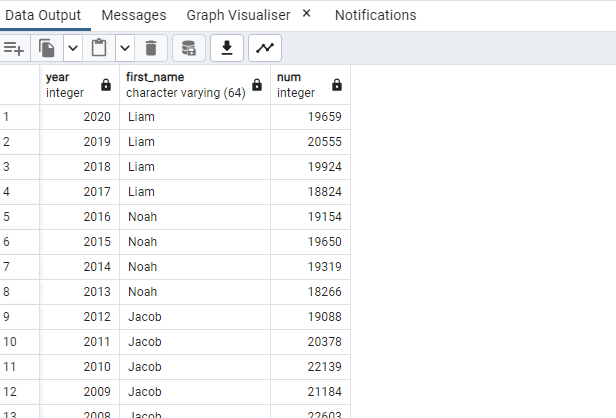 Data Output Messages Graph Visualiser × Notifications
year first_name num
integer character varying (64) integer
1 2020 Liam 19659
2 2019 Liam 20555
3 2018 Liam 19924
4 2017 Liam 18824
5 2016 Noah 19154
6 2015 Noah 19650
7 2014 Noah 19319
8 2013 Noah 18266
9 2012 Jacob 19088
10 2011 Jacob 20378
11 2010 Jacob 22139
12 2009 Jacob 21184
13 2008 Jacob 22603